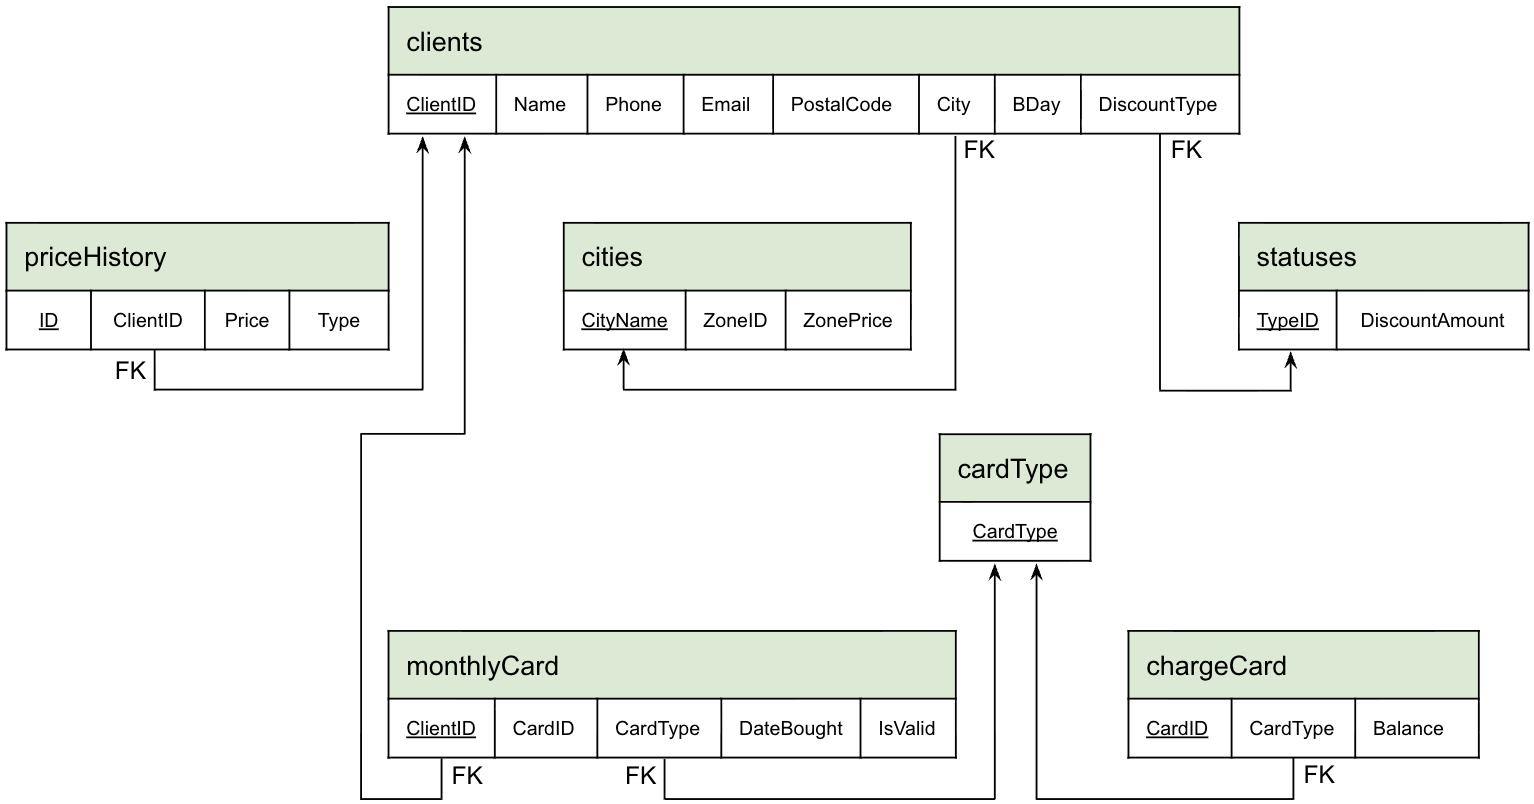 clients
ClientID Name Phone Email PostalCode City BDay DiscountType
FK FK
priceHistory cities statuses
ID ClientID Price Type CityName ZoneID ZonePrice TypeID DiscountAmount
FK
cardType
CardType
monthlyCard chargeCard
ClientID CardID CardType DateBought IsValid CardID CardType Balance
FK FK FK